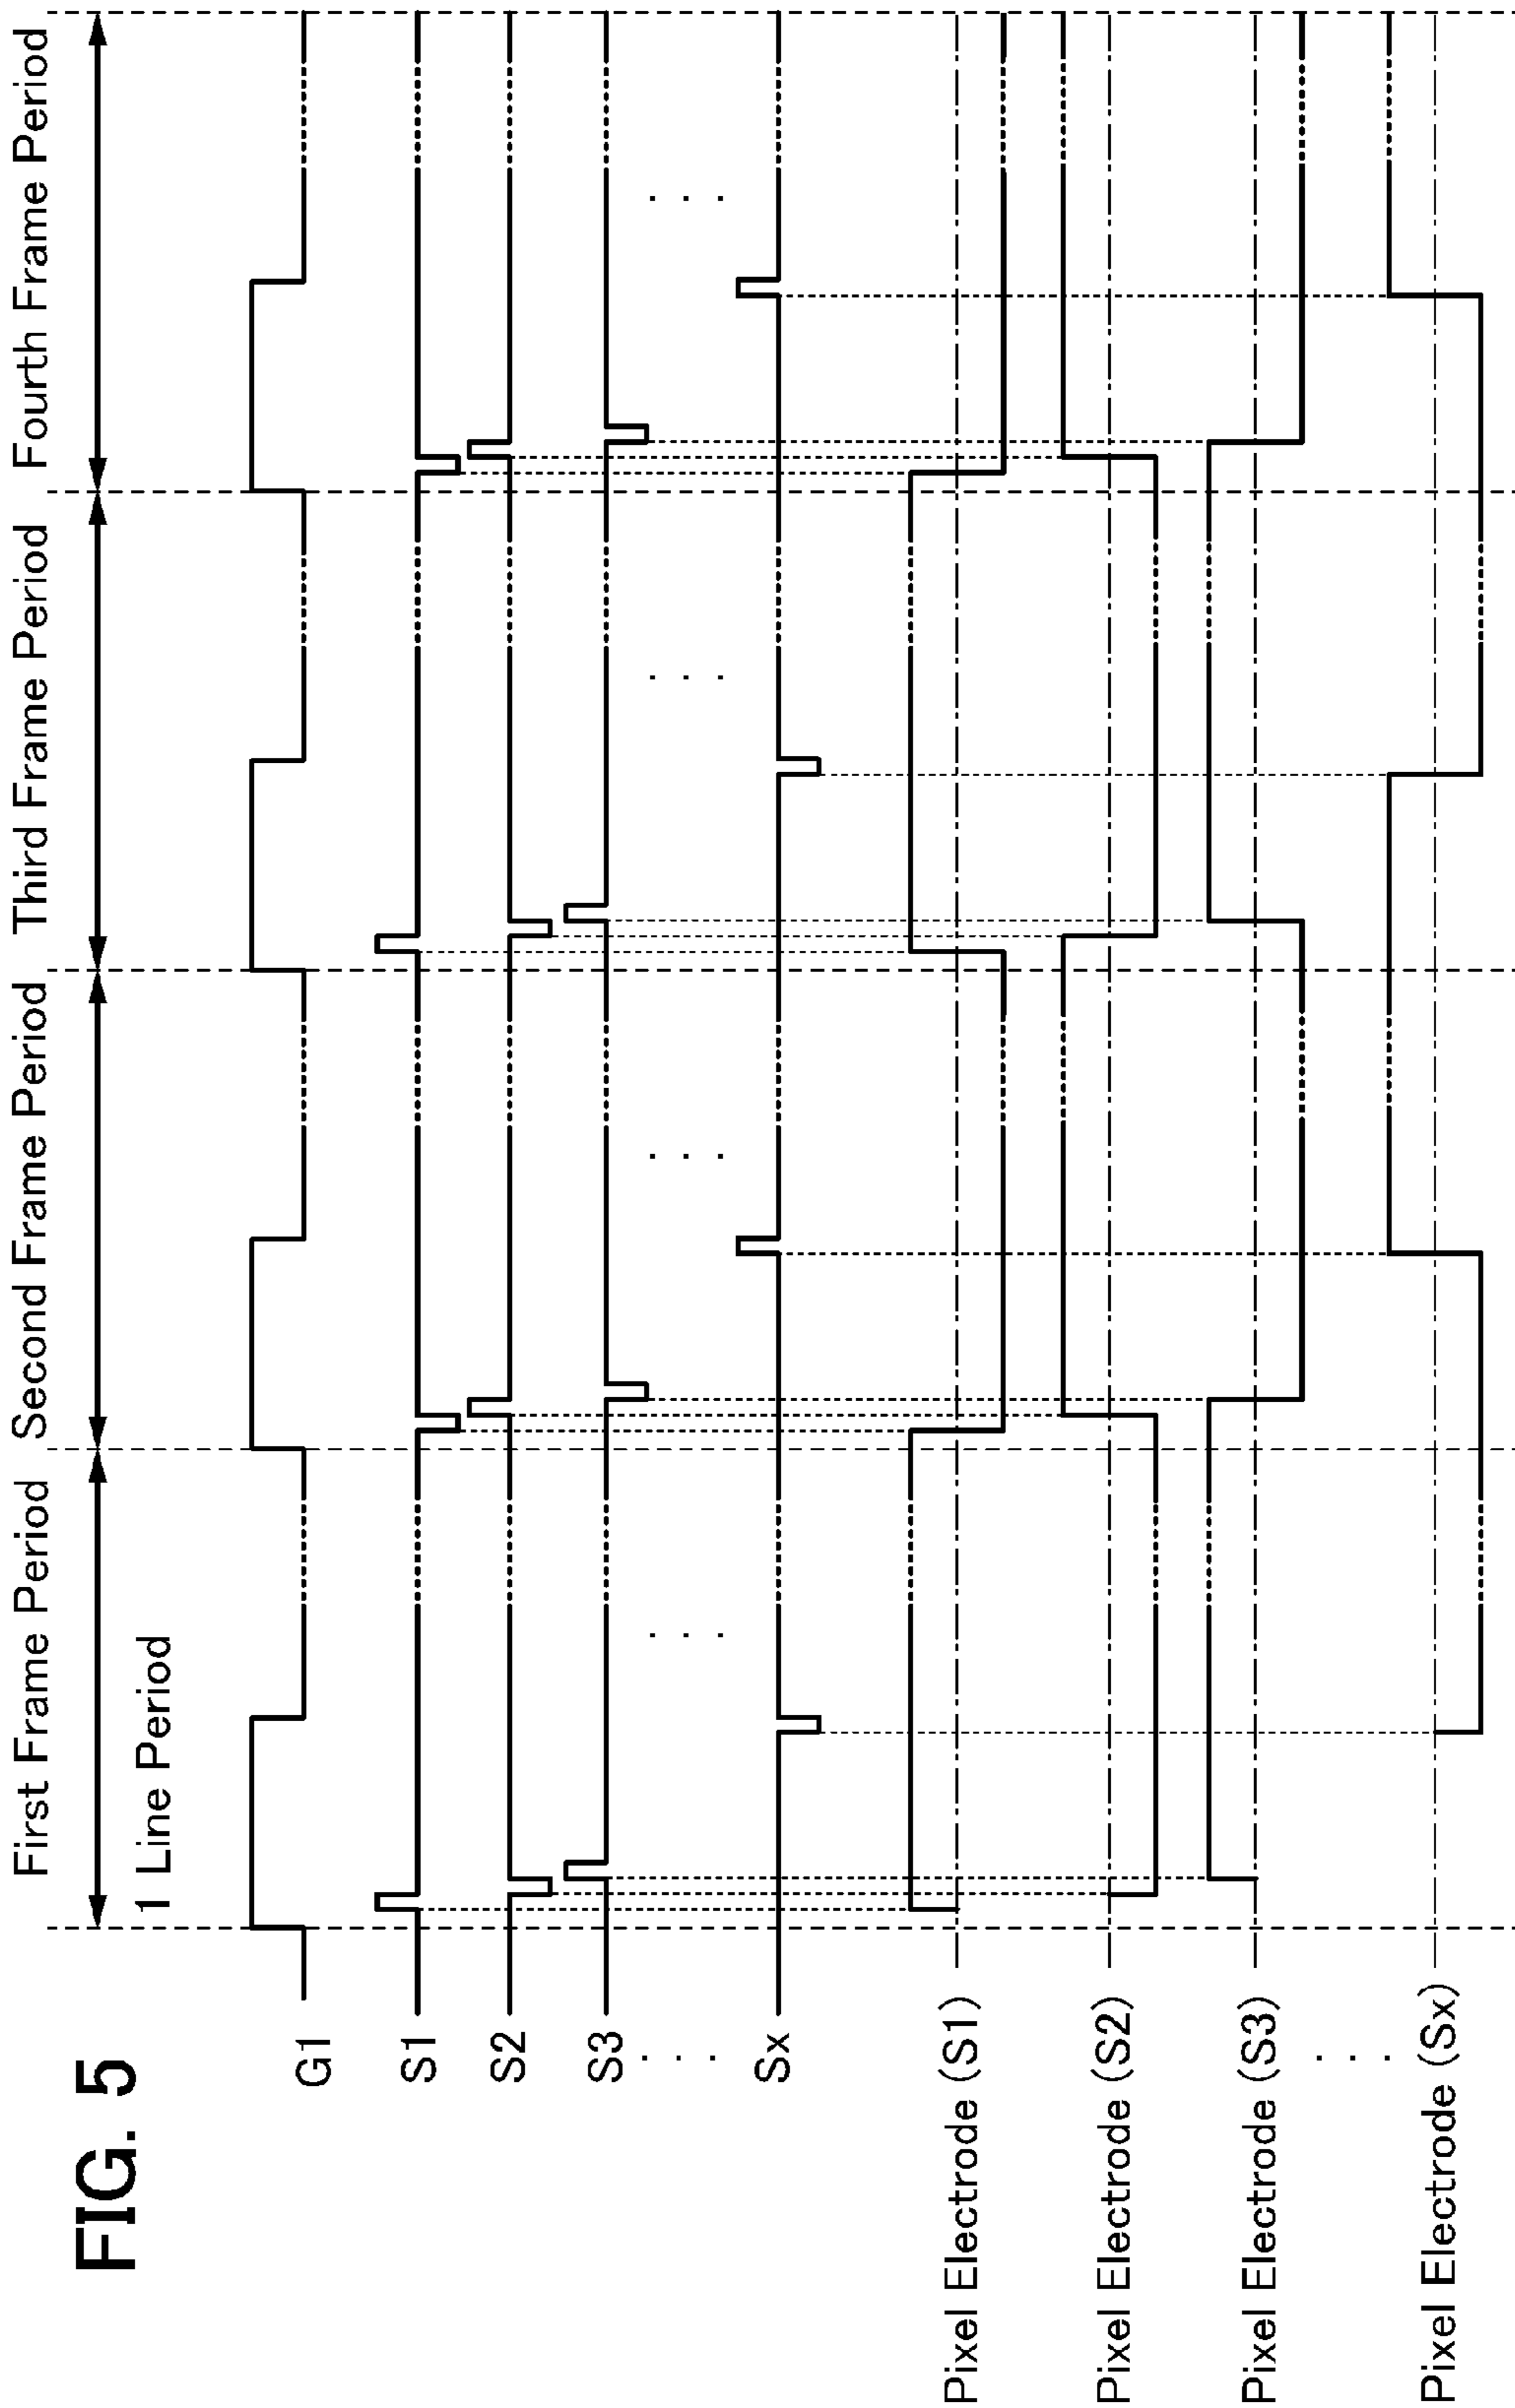 FIG. 5
First Frame Period
Second Frame Period
Third Frame Period
Fourth Frame Period
1 Line Period
G1
S1
S2
S3
. . .
Sx
Pixel Electrode (S1)
Pixel Electrode (S2)
Pixel Electrode (S3)
. . .
Pixel Electrode (Sx)
. . .
. . .
. . .
. . .